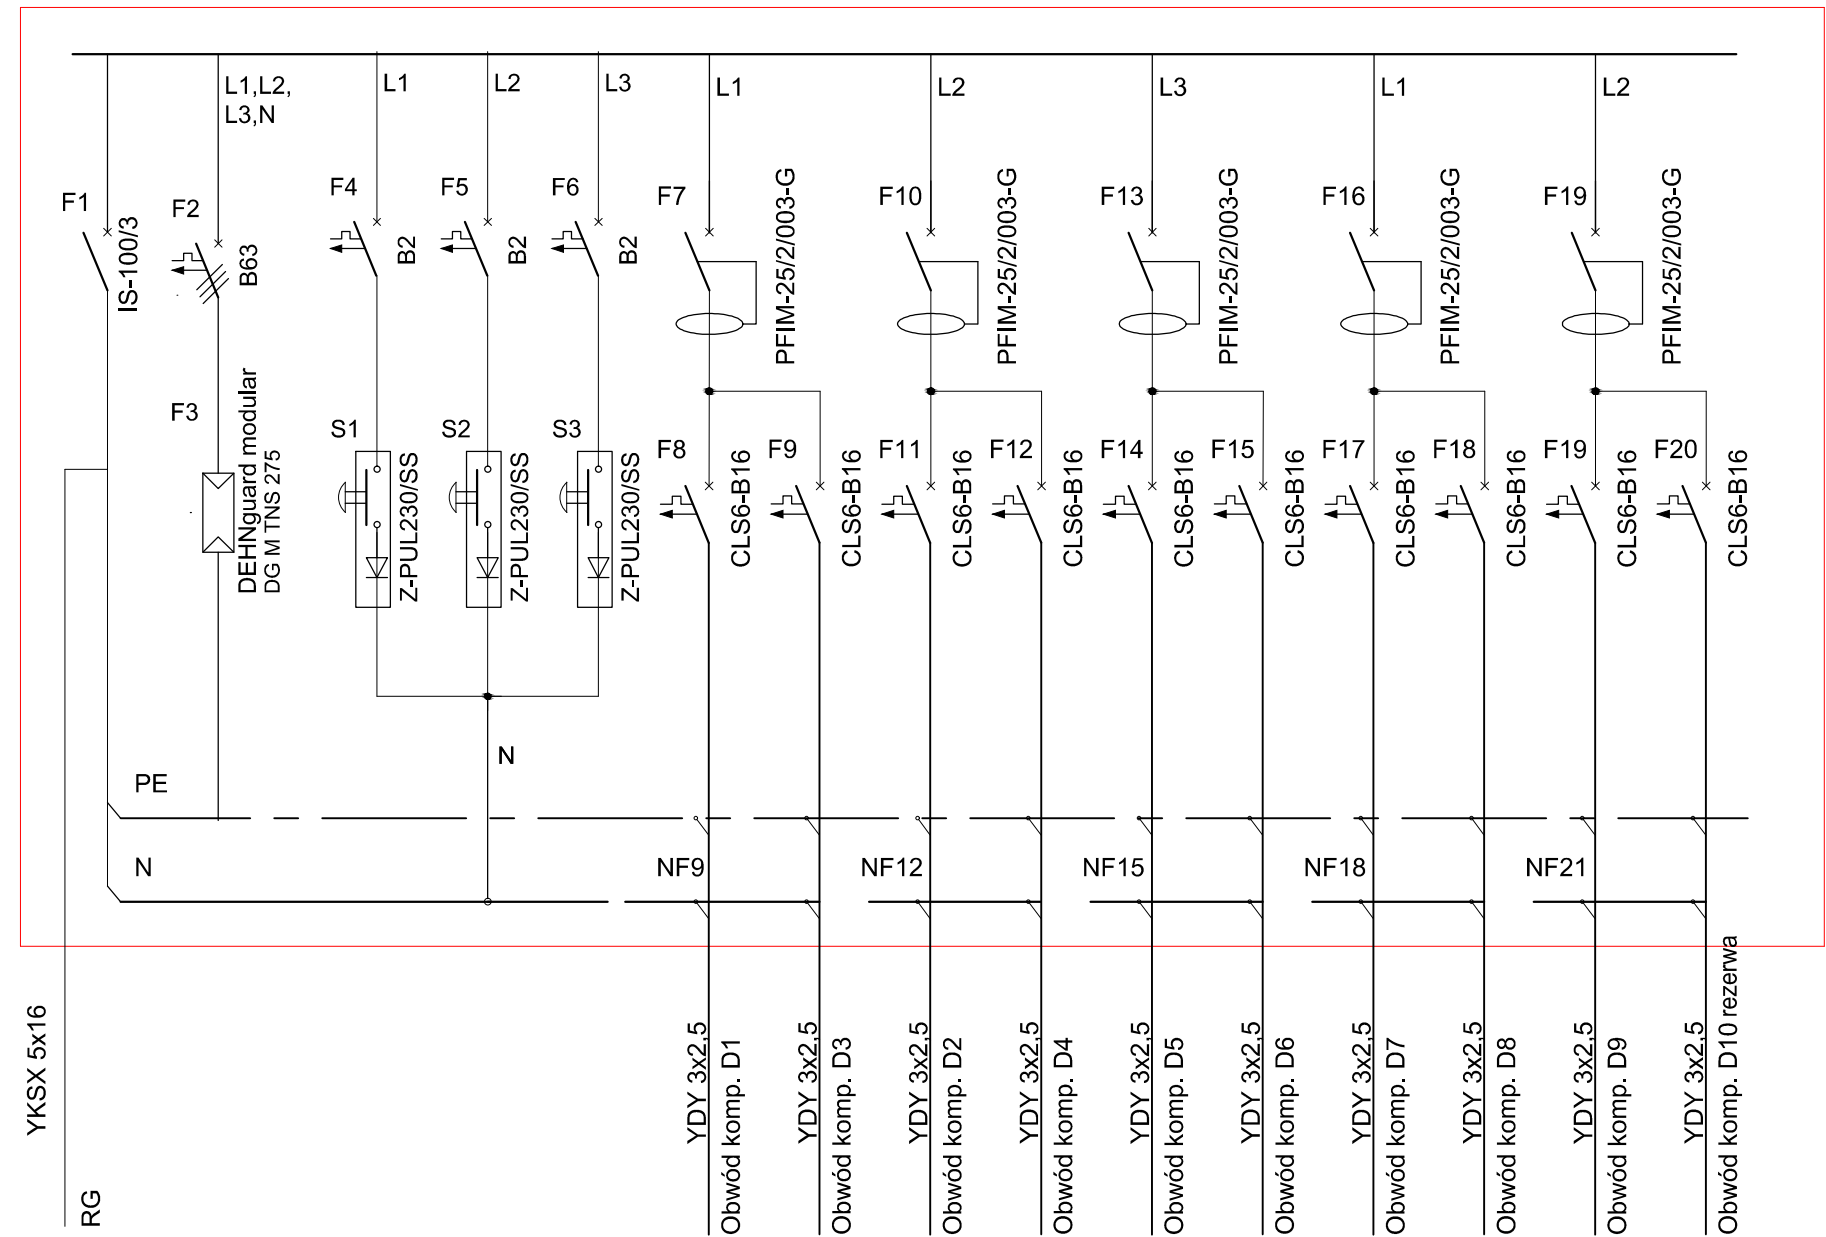 L1,L2,
L3,N
L1
L2
L3
L1
L2
L3
L1
L2
F1
IS-100/3
F2
B63
F4
B2
F5
B2
F6
B2
F7
PFIM-25/2/003-G
F10
PFIM-25/2/003-G
F13
PFIM-25/2/003-G
F16
PFIM-25/2/003-G
F19
PFIM-25/2/003-G
F3
DEHNguard modular
DG M TNS 275
S1
Z-PUL230/SS
S2
Z-PUL230/SS
S3
Z-PUL230/SS
F8
CLS6-B16
F9
CLS6-B16
F11
CLS6-B16
F12
CLS6-B16
F14
CLS6-B16
F15
CLS6-B16
F17
CLS6-B16
F18
CLS6-B16
F19
CLS6-B16
F20
CLS6-B16
N
PE
N
NF9
NF12
NF15
NF18
NF21
YKSX 5x16
RG
YDY 3x2,5
Obwód komp. D1
YDY 3x2,5
Obwód komp. D3
YDY 3x2,5
Obwód komp. D2
YDY 3x2,5
Obwód komp. D4
YDY 3x2,5
Obwód komp. D5
YDY 3x2,5
Obwód komp. D6
YDY 3x2,5
Obwód komp. D7
YDY 3x2,5
Obwód komp. D8
YDY 3x2,5
Obwód komp. D9
YDY 3x2,5
Obwód komp. D10 rezerwa